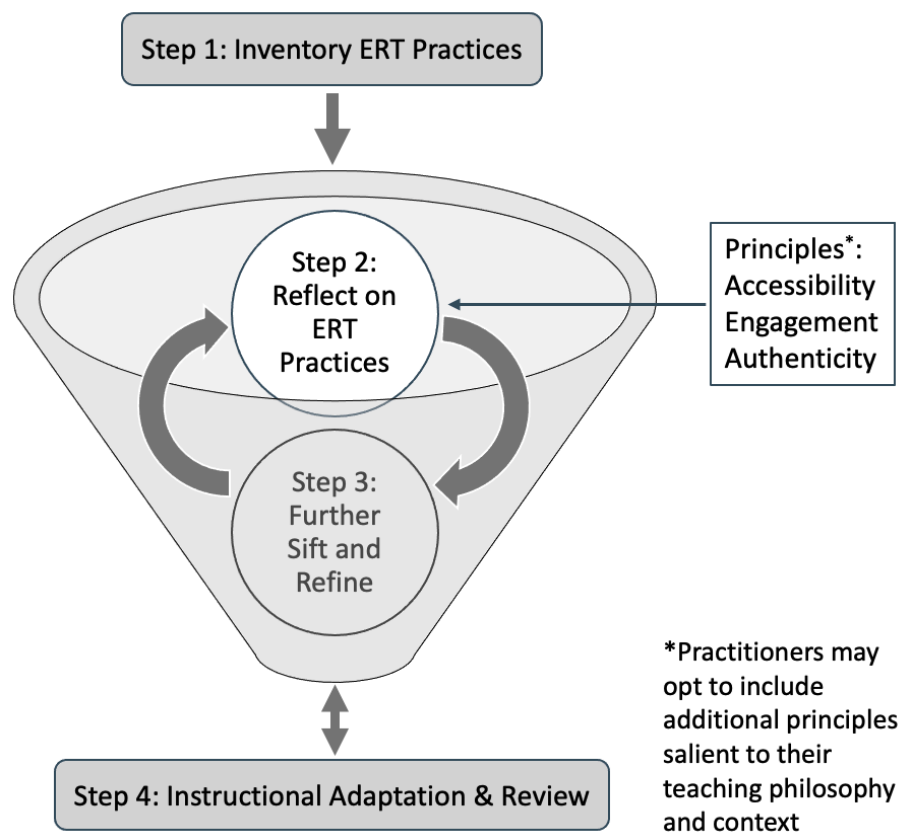 Step 1: Inventory ERT Practices
Step 2:
Reflect on
ERT
Practices
Principles*:
Accessibility
Engagement
Authenticity
Step 3:
Further
Sift and
Refine
Step 4: Instructional Adaptation & Review
*Practitioners may
opt to include
additional principles
salient to their
teaching philosophy
and context